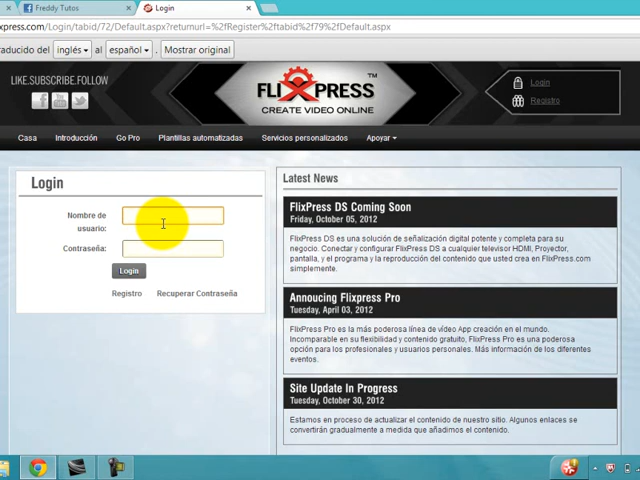 Freddy Tutos
Login
xpress.com/Login/tabid/72/Default.aspx?returnurl=%2fRegister%2ftabid%2f79%2fDefault.aspx
raducido del inglés al español . Mostrar original
LIKE.SUBSCRIBE.FOLLOW
FLIXPRESS™
CREATE VIDEO ONLINE
Login
Registro
Casa Introducción Go Pro Plantillas automatizadas Servicios personalizados Apoyar
Login
Nombre de
usuario:
Contraseña:
Login
Registro Recuperar Contraseña
Latest News
FlixPress DS Coming Soon
Friday, October 05, 2012
FlixPress DS es una solución de señalización digital potente y completa para su
negocio. Conectar y configurar FlixPress DS a cualquier televisor HDMI, Proyector,
pantalla, y el programa y la reproducción del contenido que usted crea en FlixPress.com
simplemente.
Annoucing Flixpress Pro
Tuesday, April 03, 2012
FlixPress Pro es la más poderosa línea de vídeo App creación en el mundo.
Incomparable en su flexibilidad y contenido gratuito, FlixPress Pro es una poderosa
opción para los profesionales y usuarios personales. Más información de los diferentes
eventos.
Site Update In Progress
Tuesday, October 30, 2012
Estamos en proceso de actualizar el contenido de nuestro sitio. Algunos enlaces se
convertirán gradualmente a medida que añadimos el contenido.